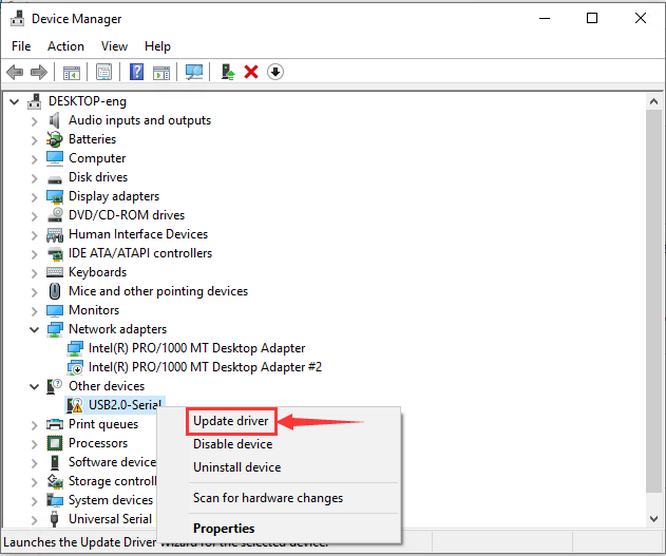 Device Manager
File Action View Help
DESKTOP-eng
Audio inputs and outputs
Batteries
Computer
Disk drives
Display adapters
DVD/CD-ROM drives
Human Interface Devices
IDE ATA/ATAPI controllers
Keyboards
Mice and other pointing devices
Monitors
Network adapters
Intel(R) PRO/1000 MT Desktop Adapter
Intel(R) PRO/1000 MT Desktop Adapter #2
Other devices
USB2.0-Serial
Print queues
Processors
Software device
Storage controll
System devices
Universal Serial
Update driver
Disable device
Uninstall device
Scan for hardware changes
Properties
Launches the Update Driver Wizard for the selected device.